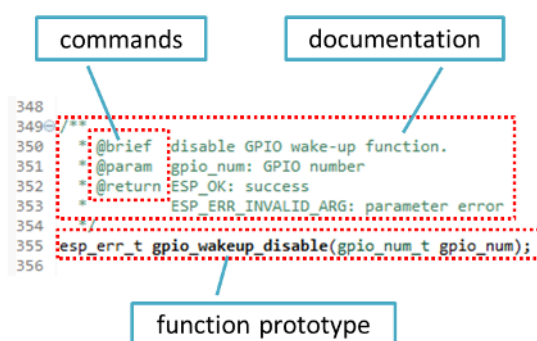 commands
documentation
348
349 /**
350 * @brief disable GPIO wake-up function.
351 * @param gpio_num: GPIO number
352 * @return ESP_OK: success
353 * ESP_ERR_INVALID_ARG: parameter error
354 */
355 esp_err_t gpio_wakeup_disable(gpio_num_t gpio_num);
356
function prototype